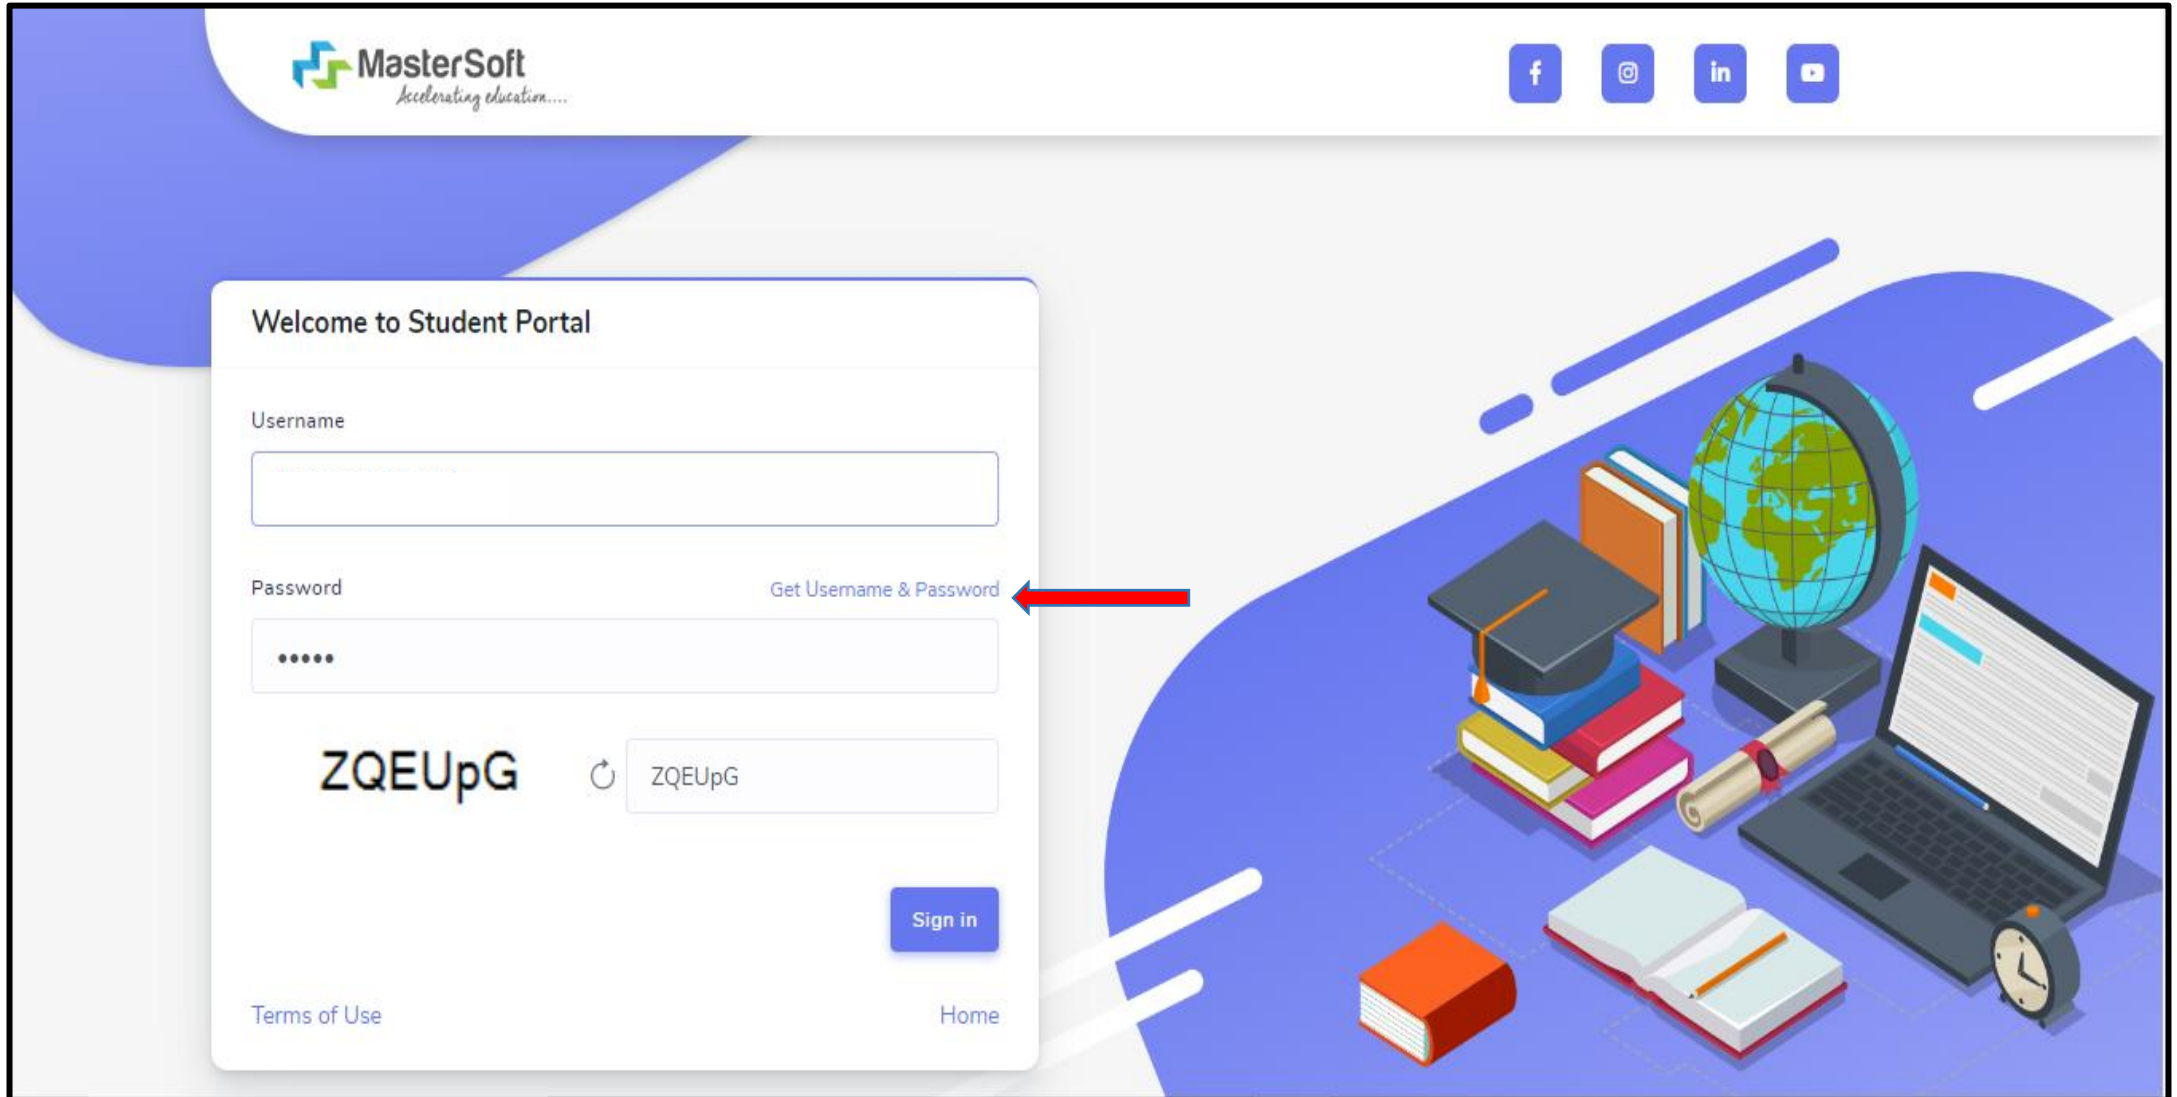 MasterSoft
Accelerating education....
Welcome to Student Portal
Username
Password
Get Username & Password
•••••
ZQEUpG
ZQEUpG
Sign in
Terms of Use
Home